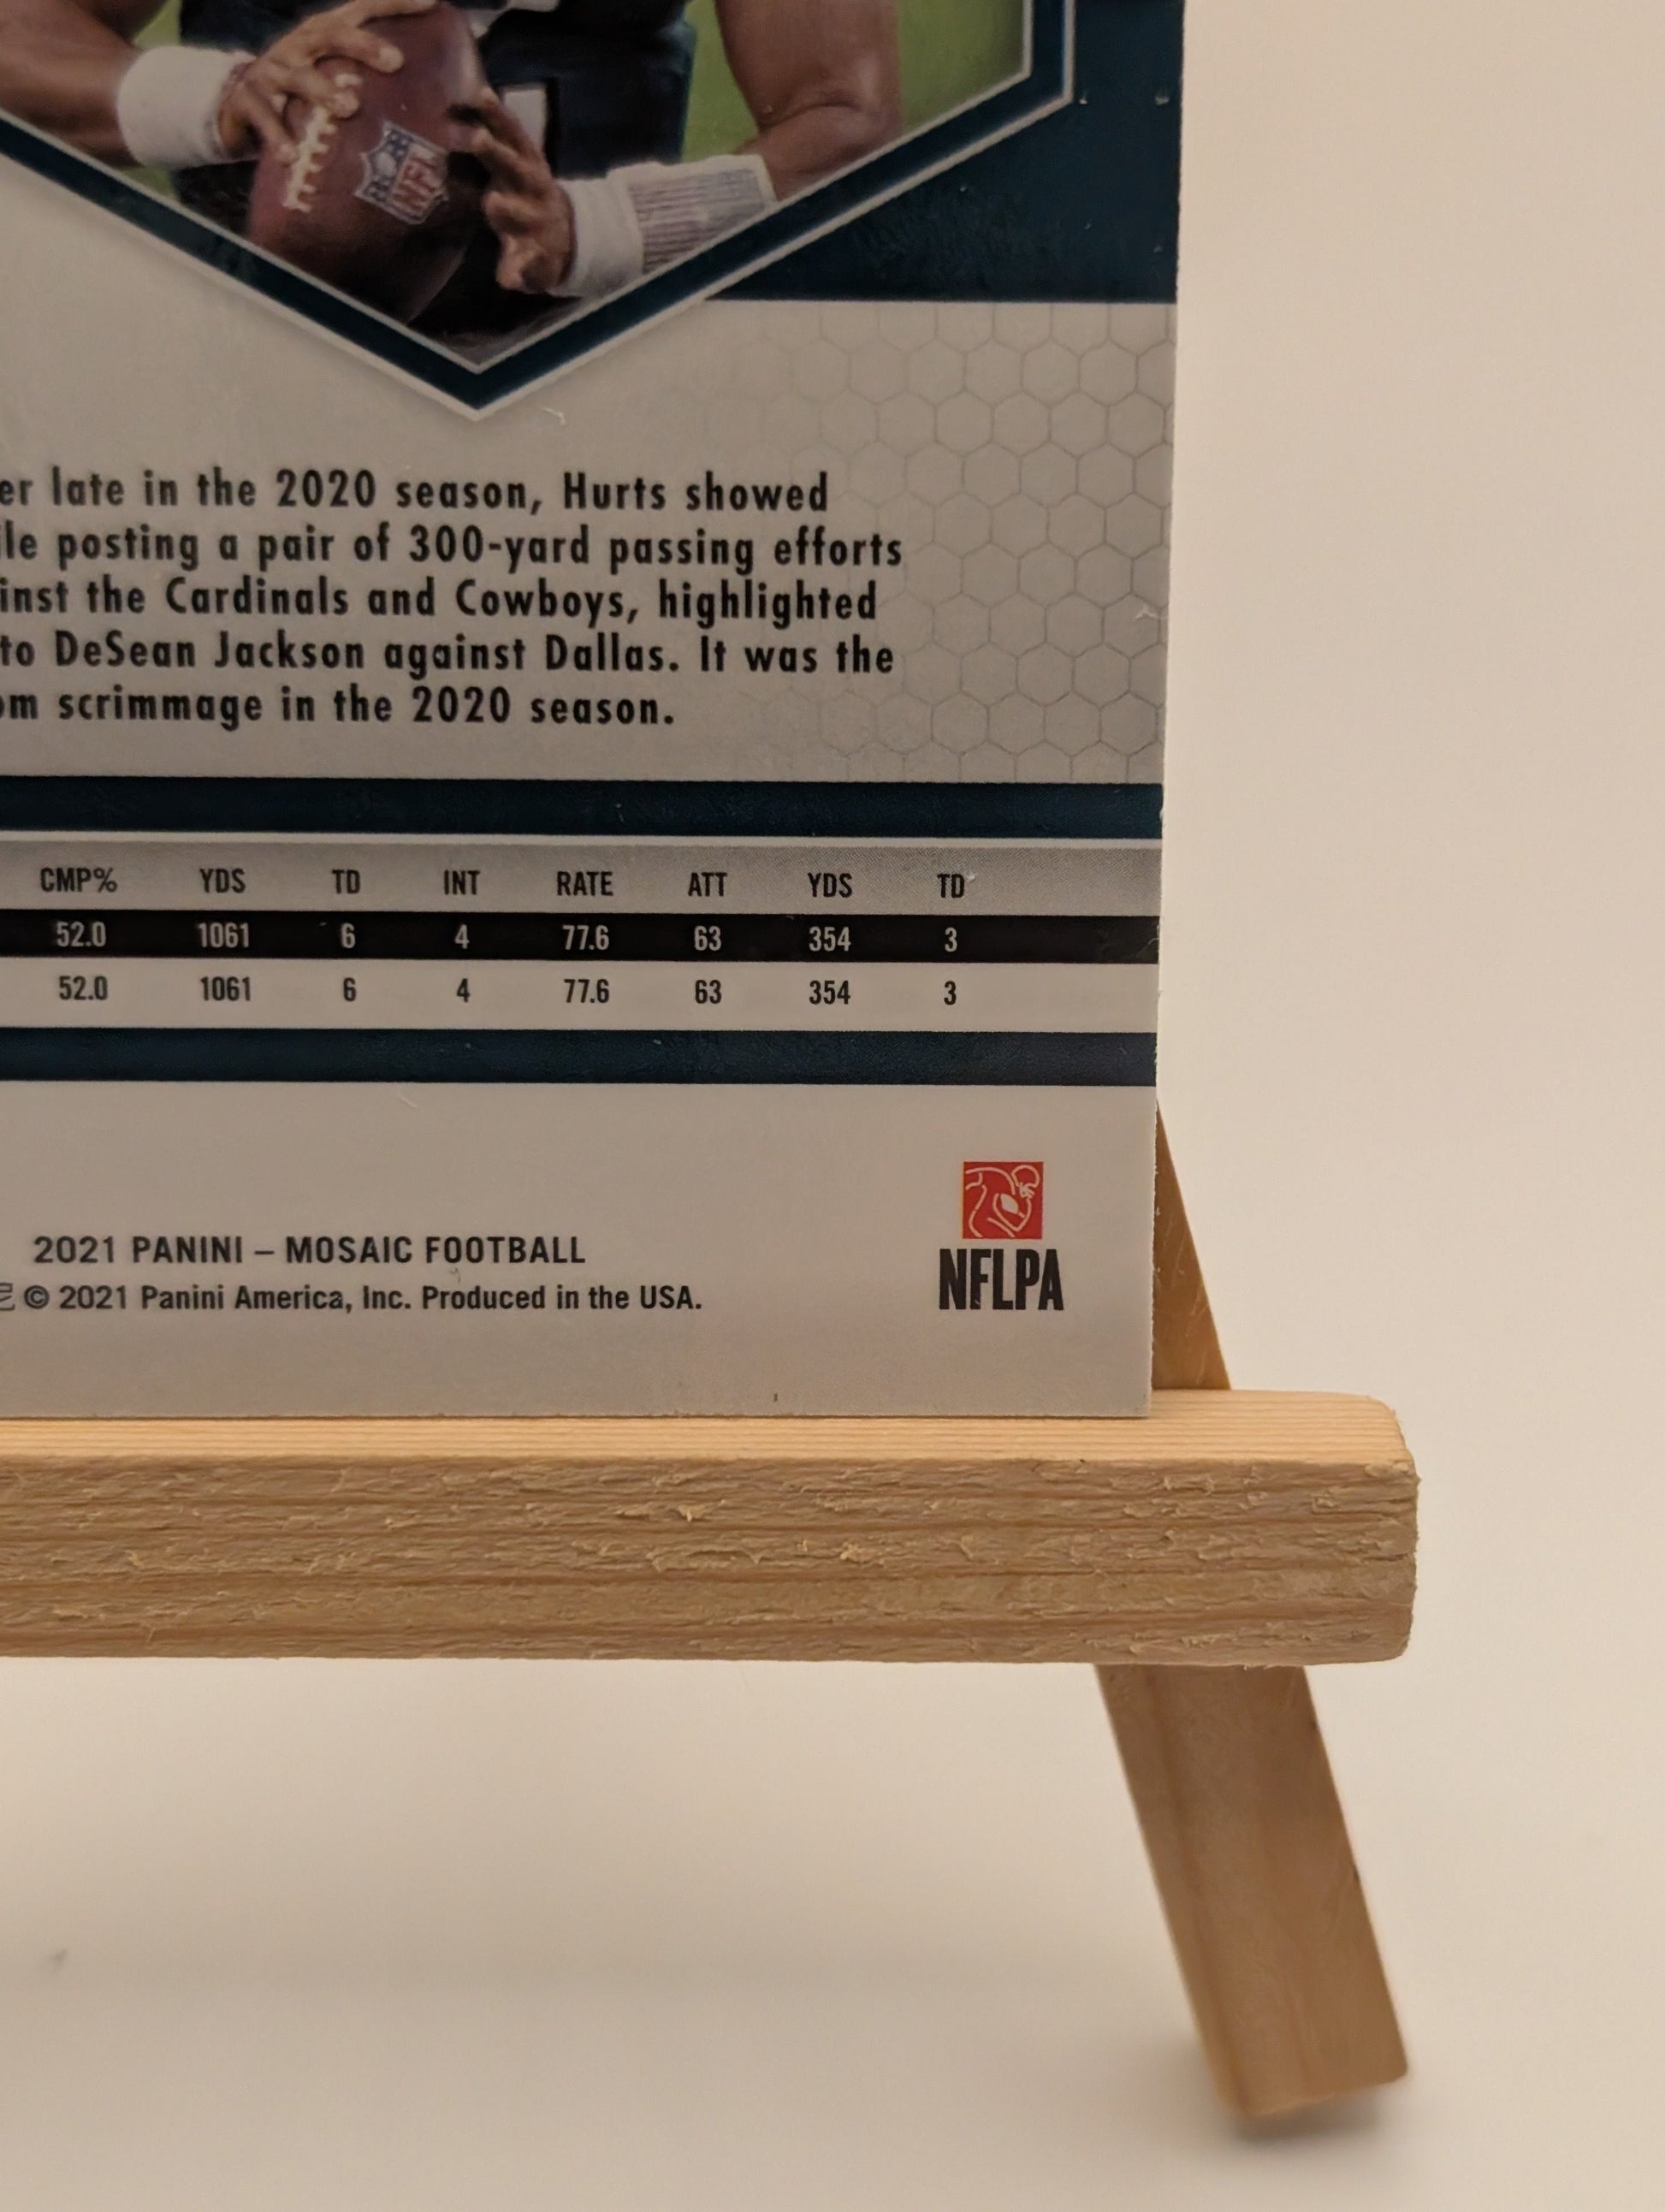 NFL
er late in the 2020 season, Hurts showed
ile posting a pair of 300-yard passing efforts
inst the Cardinals and Cowboys, highlighted
to DeSean Jackson against Dallas. It was the
om scrimmage in the 2020 season.
CMP% YDS TD INT RATE ATT YDS TD
52.0 1061 6 4 77.6 63 354 3
52.0 1061 6 4 77.6 63 354 3
2021 PANINI – MOSAIC FOOTBALL
© 2021 Panini America, Inc. Produced in the USA.
NFLPA